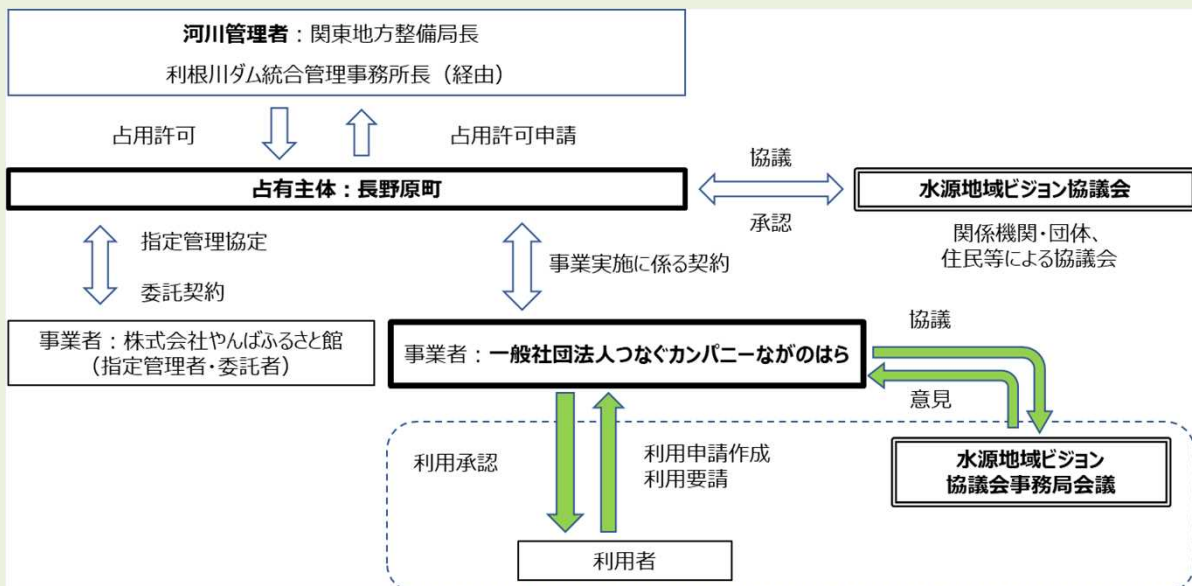 河川管理者：関東地方整備局長
利根川ダム統合管理事務所長（経由）
占用許可
占用許可申請
占有主体：長野原町
協議
承認
水源地域ビジョン協議会
関係機関・団体、
住民等による協議会
指定管理協定
委託契約
事業実施に係る契約
事業者：株式会社やんばふるさと館
（指定管理者・委託者）
事業者：一般社団法人つなぐカンパニーながのはら
協議
意見
利用承認
利用申請作成
利用要請
水源地域ビジョン
協議会事務局会議
利用者